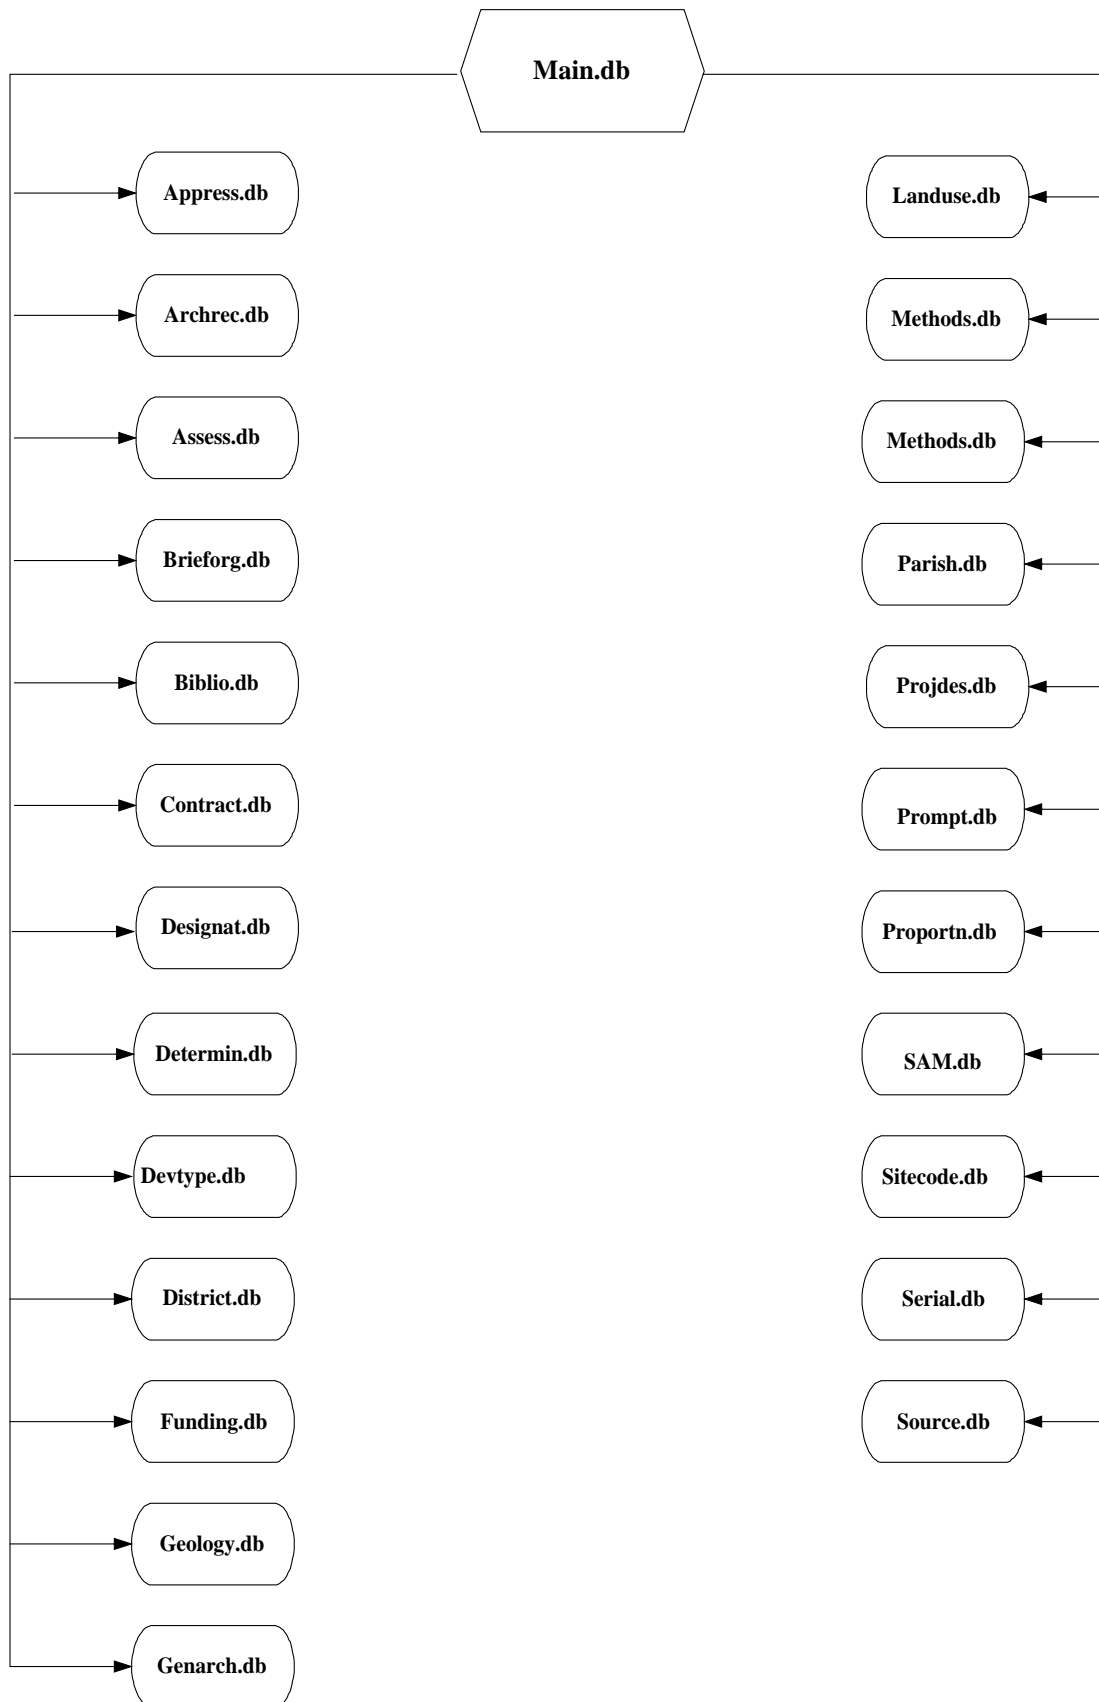 Main.db
Appress.db
Archrec.db
Assess.db
Brieforg.db
Biblio.db
Contract.db
Designat.db
Determin.db
Devtype.db
District.db
Funding.db
Geology.db
Genarch.db
Landuse.db
Methods.db
Methods.db
Parish.db
Projdes.db
Prompt.db
Proportn.db
SAM.db
Sitecode.db
Serial.db
Source.db